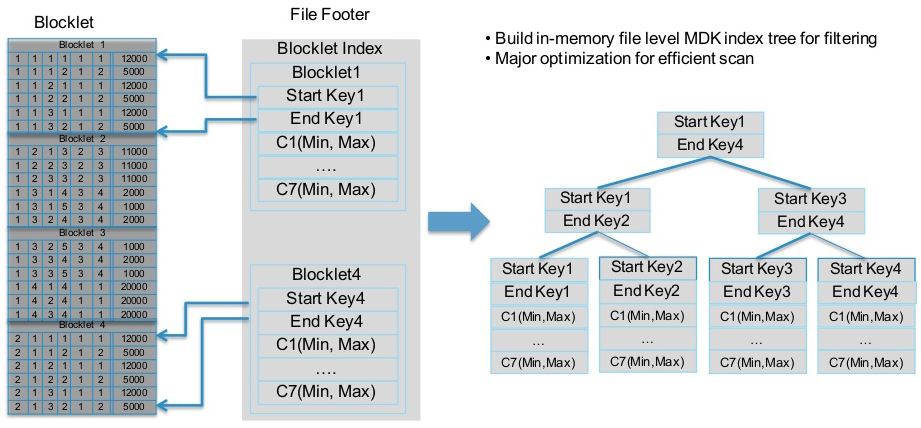 Blocklet
Blocklet 1
1 1 1 1 1 1 12000
1 1 1 2 1 2 5000
1 1 2 1 1 1 12000
1 1 2 2 1 2 5000
1 1 3 1 1 1 12000
1 1 3 2 1 2 5000
Blocklet 2
1 2 1 3 2 3 11000
1 2 2 3 2 3 11000
1 2 3 3 2 3 11000
1 3 1 4 3 4 2000
1 3 1 5 3 4 1000
1 3 2 4 3 4 2000
Blocklet 3
1 3 2 5 3 4 1000
1 3 3 4 3 4 2000
1 3 3 5 3 4 1000
1 4 1 4 1 1 20000
1 4 2 4 1 1 20000
1 4 3 4 1 1 20000
Blocklet 4
2 1 1 1 1 1 12000
2 1 1 2 1 2 5000
2 1 2 1 1 1 12000
2 1 2 2 1 2 5000
2 1 3 1 1 1 12000
2 1 3 2 1 2 5000
File Footer
Blocklet Index
Blocklet1
Start Key1
End Key1
C1(Min, Max)
....
C7(Min, Max)
Blocklet4
Start Key4
End Key4
C1(Min, Max)
....
C7(Min, Max)
• Build in-memory file level MDK index tree for filtering
• Major optimization for efficient scan
Start Key1
End Key4
Start Key1
End Key2
Start Key3
End Key4
Start Key1
End Key1
C1(Min,Max)
...
C7(Min,Max)
Start Key2
End Key2
C1(Min,Max)
...
C7(Min,Max)
Start Key3
End Key3
C1(Min,Max)
...
C7(Min,Max)
Start Key4
End Key4
C1(Min,Max)
...
C7(Min,Max)